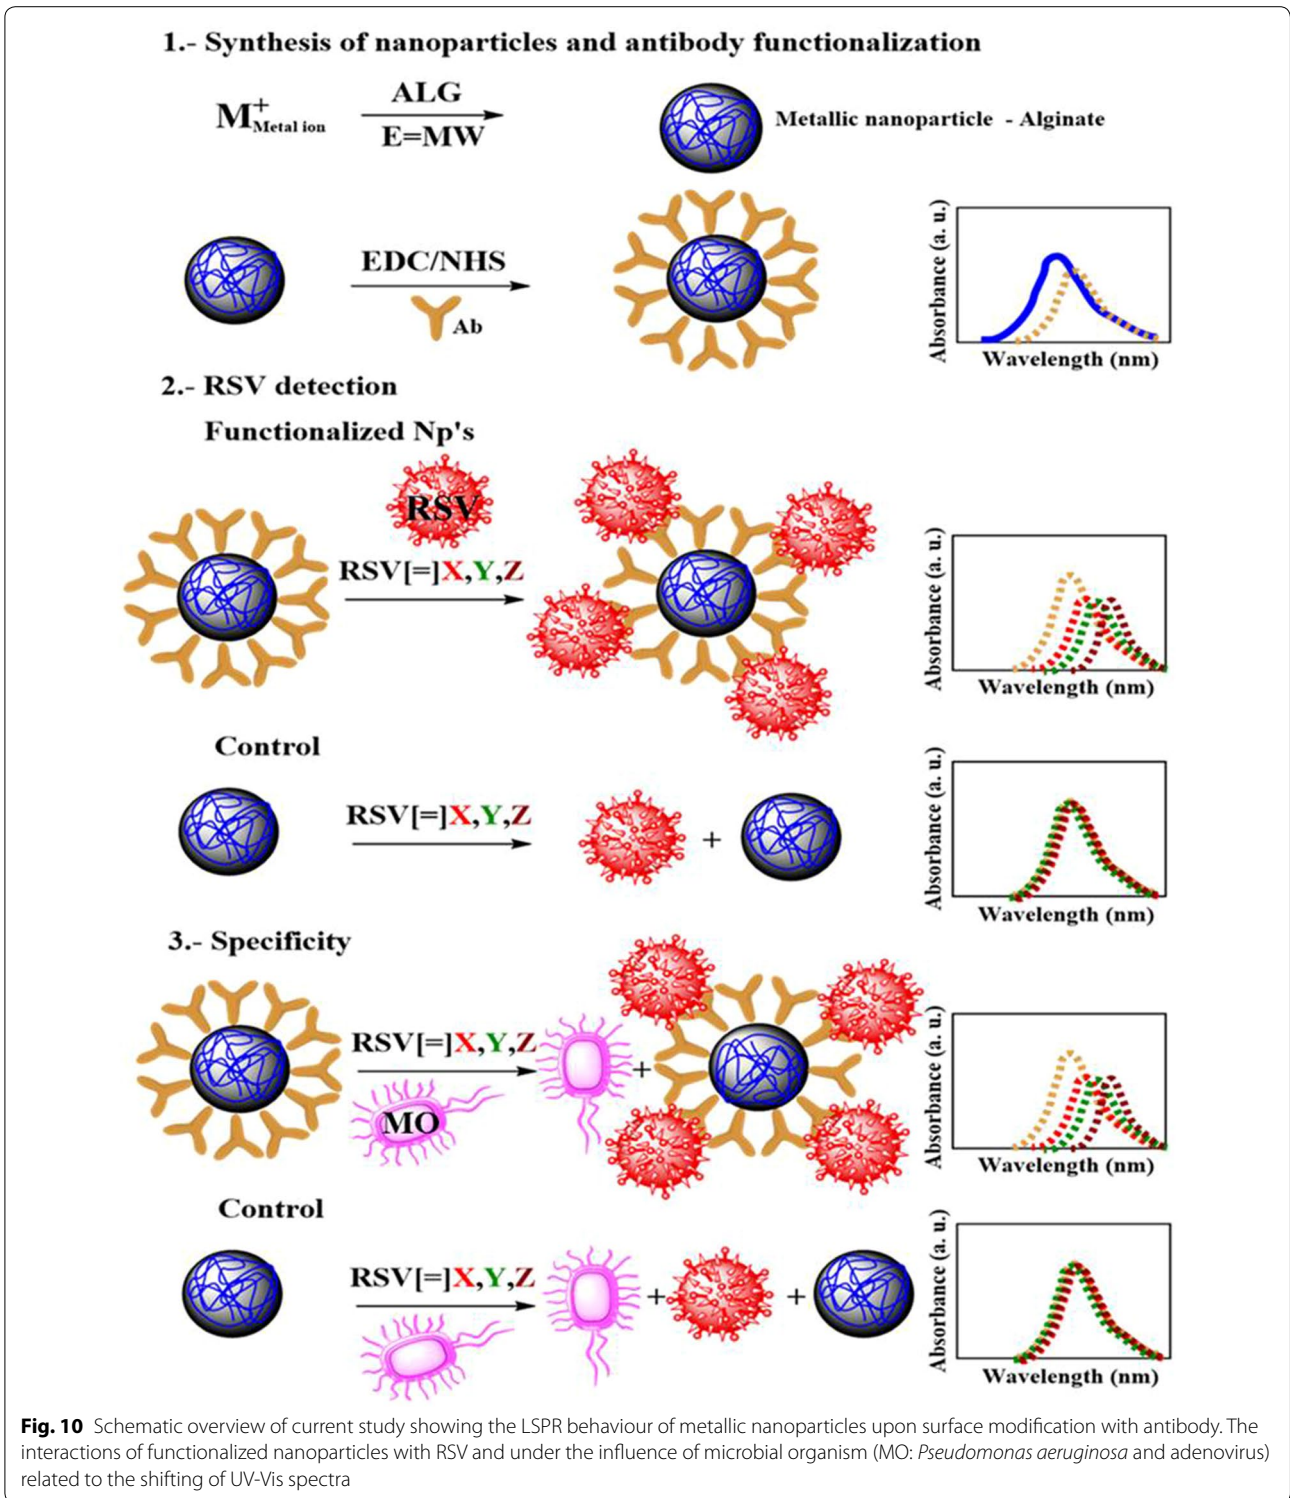 1.- Synthesis of nanoparticles and antibody functionalization
M+ Metal ion
ALG
E=MW
Metallic nanoparticle - Alginate
EDC/NHS
Ab
Absorbance (a. u.)
Wavelength (nm)
2.- RSV detection
Functionalized Np's
RSV
RSV[=]X,Y,Z
Absorbance (a. u.)
Wavelength (nm)
Control
RSV[=]X,Y,Z
+
Absorbance (a. u.)
Wavelength (nm)
3.- Specificity
RSV[=]X,Y,Z
MO
+
Absorbance (a. u.)
Wavelength (nm)
Control
RSV[=]X,Y,Z
+
+
Absorbance (a. u.)
Wavelength (nm)
Fig. 10 Schematic overview of current study showing the LSPR behaviour of metallic nanoparticles upon surface modification with antibody. The
interactions of functionalized nanoparticles with RSV and under the influence of microbial organism (MO: Pseudomonas aeruginosa and adenovirus)
related to the shifting of UV-Vis spectra